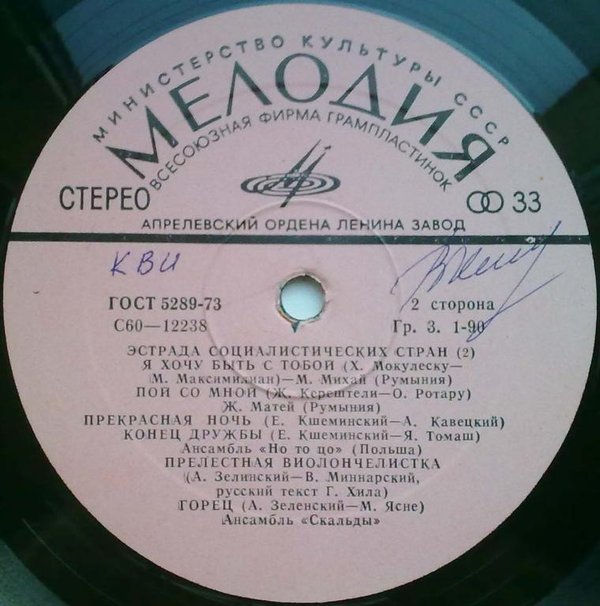 МИНИСТЕРСТВО КУЛЬТУРЫ СССР
МЕЛОДИЯ
ВСЕСОЮЗНАЯ ФИРМА ГРАМПЛАСТИНОК
СТЕРЕО
33
АПРЕЛЕВСКИЙ ОРДЕНА ЛЕНИНА ЗАВОД
КВИ
ГОСТ 5289-73
2 сторона
С60—12238
Гр. 3. 1-90
ЭСТРАДА СОЦИАЛИСТИЧЕСКИХ СТРАН (2)
Я ХОЧУ БЫТЬ С ТОБОЙ (Х. Мокулеску—
М. Максимилиан)—М. Михай (Румыния)
ПОЙ СО МНОЙ (Ж. Керештели—О. Ротару)
Ж. Матей (Румыния)
ПРЕКРАСНАЯ НОЧЬ (Е. Кшеминский—А. Кавецкий)
КОНЕЦ ДРУЖБЫ (Е. Кшеминский—Я. Томаш)
Ансамбль «Но то цо» (Польша)
ПРЕЛЕСТНАЯ ВИОЛОНЧЕЛИСТКА
(А. Зелинский—В. Миннарский,
русский текст Г. Хила)
ГОРЕЦ (А. Зеленский—М. Ясне)
Ансамбль «Скальды»